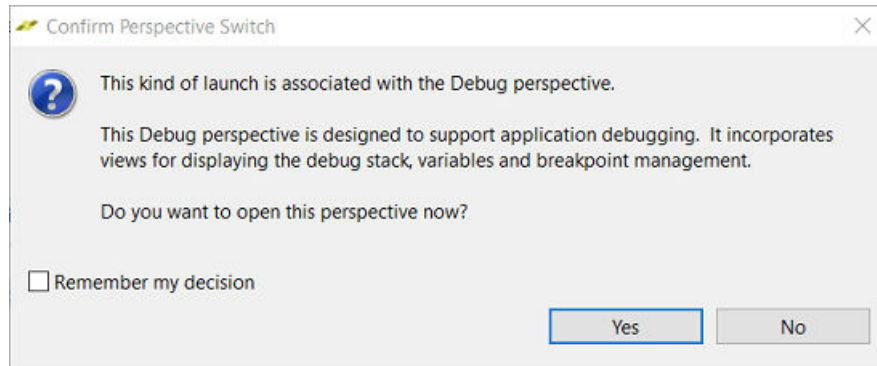 Confirm Perspective Switch
This kind of launch is associated with the Debug perspective.
This Debug perspective is designed to support application debugging. It incorporates
views for displaying the debug stack, variables and breakpoint management.
Do you want to open this perspective now?
Remember my decision
Yes
No